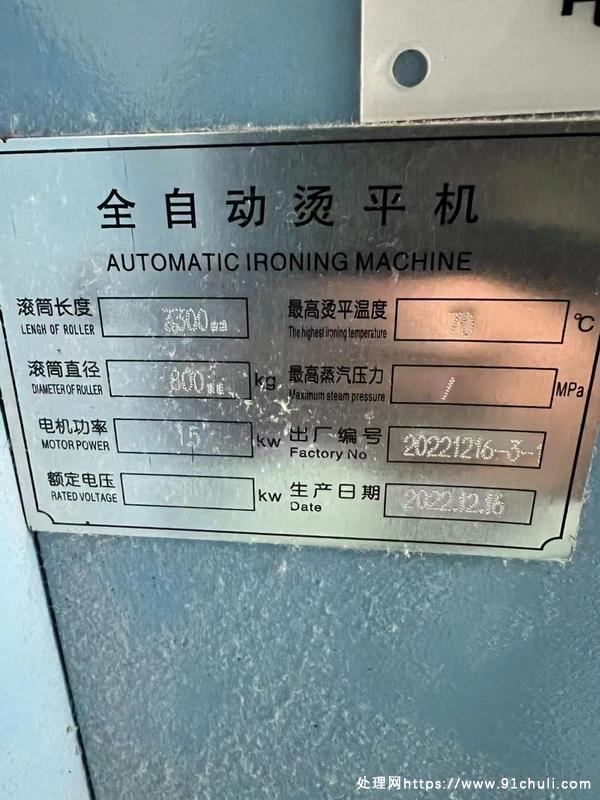 全自动烫平机
AUTOMATIC IRONING MACHINE
滚筒长度 3300mm
LENGH OF ROLLER
滚筒直径 800mm kg
DIAMETER OF ROLLER
电机功率 kw
MOTOR POWER
额定电压 kw
RATED VOLTAGE
最高烫平温度 ℃
The highest ironing temperature
最高蒸汽压力 / MPa
Maximum steam pressure
出厂编号 20221216-3-1
Factory No
生产日期 2022.12.16
Date
处理网https://www.91chuli.com